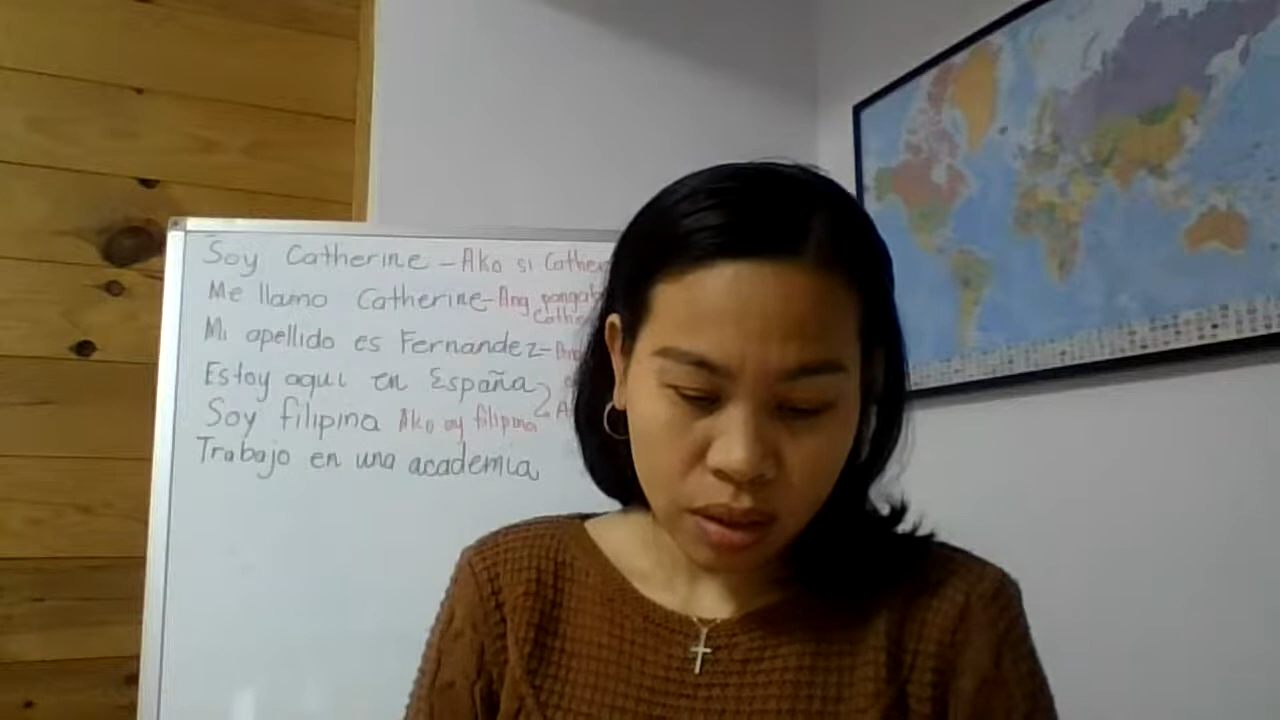 Soy Catherine - Ako si
Me llamo Catherine - Ang
Mi apellido es Fernandez -
Estoy aqui en España
Soy filipina Ako ay filipina
Trabajo en una academia